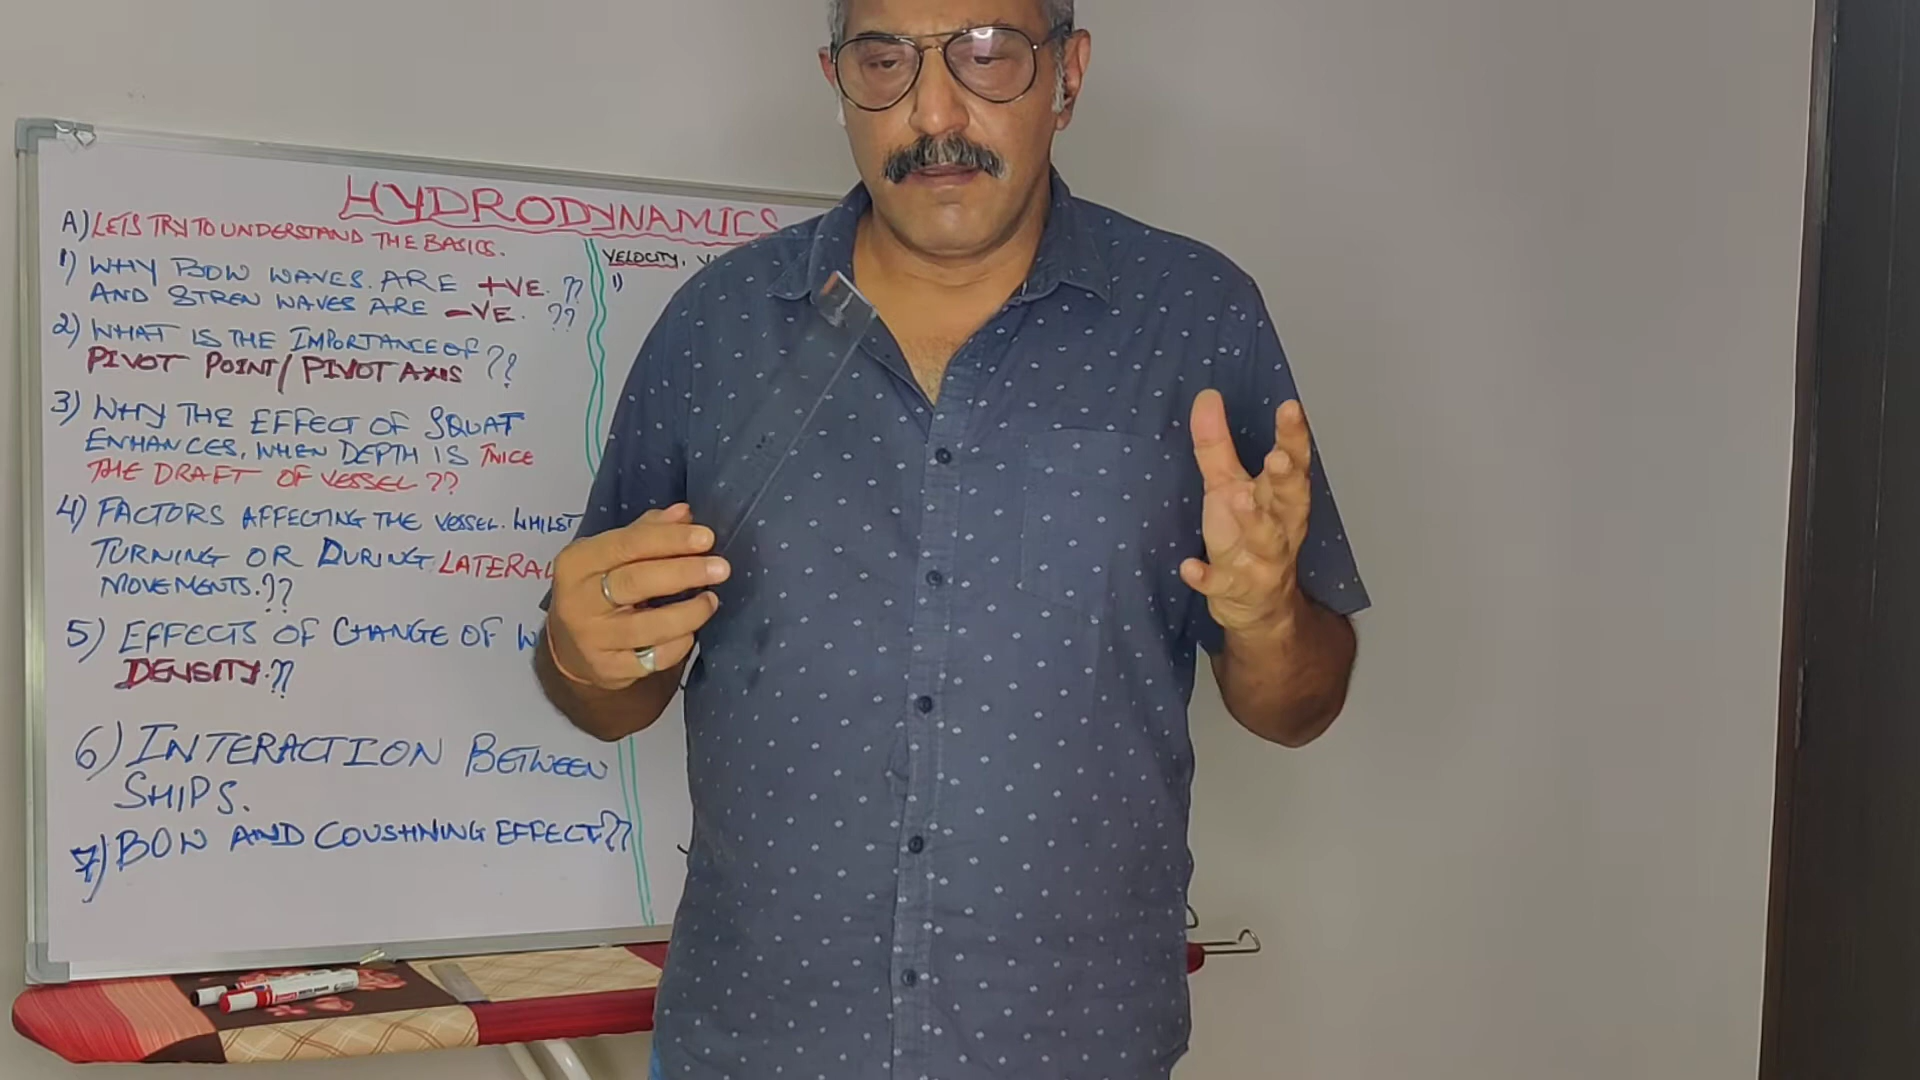 HYDRODYNAMICS
A) LETS TRY TO UNDERSTAND THE BASICS.
1) WHY BOW WAVES ARE +VE. ??
AND STREN WAVES ARE -VE. ??
2) WHAT IS THE IMPORTANCE OF
PIVOT POINT/PIVOT AXIS ??
3) WHY THE EFFECT OF SQUAT
ENHANCES, WHEN DEPTH IS TWICE
THE DRAFT OF VESSEL ??
4) FACTORS AFFECTING THE VESSEL. WHILST
TURNING OR DURING LATERAL
MOVEMENTS.??
5) EFFECTS OF CHANGE OF W
DENSITY.??
6) INTERACTION BETWEEN
SHIPS.
7) BOW AND COUSHNING EFFECT??
VELOCITY,
1)